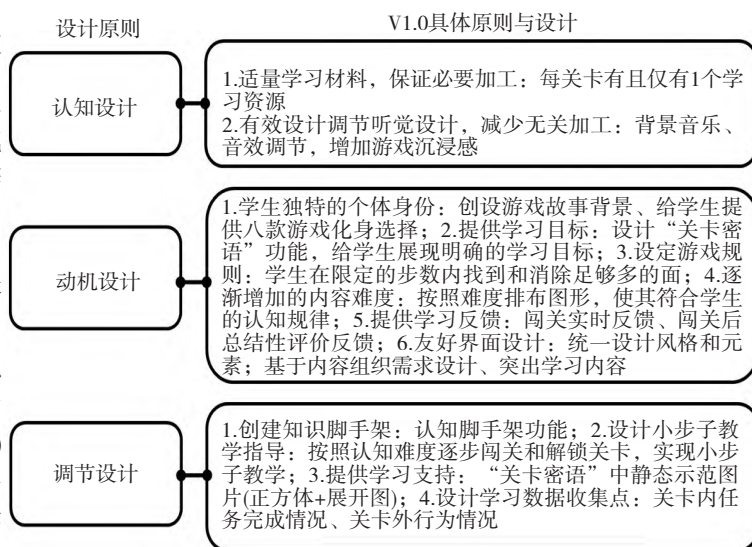 设计原则
V1.0具体原则与设计
认知设计
1.适量学习材料，保证必要加工：每关卡有且仅有1个学
习资源
2.有效设计调节听觉设计，减少无关加工：背景音乐、
音效调节，增加游戏沉浸感
动机设计
1.学生独特的个体身份：创设游戏故事背景、给学生提
供八款游戏化身选择；2.提供学习目标：设计“关卡密
语”功能，给学生展现明确的学习目标；3.设定游戏规
则：学生在限定的步数内找到和消除足够多的面；4.逐
渐增加的内容难度：按照难度排布图形，使其符合学生
的认知规律；5.提供学习反馈：闯关实时反馈、闯关后
总结性评价反馈；6.友好界面设计：统一设计风格和元
素；基于内容组织需求设计、突出学习内容
调节设计
1.创建知识脚手架：认知脚手架功能；2.设计小步子教
学指导：按照认知难度逐步闯关和解锁关卡，实现小步
子教学；3.提供学习支持：“关卡密语”中静态示范图
片(正方体+展开图)；4.设计学习数据收集点：关卡内任
务完成情况、关卡外行为情况